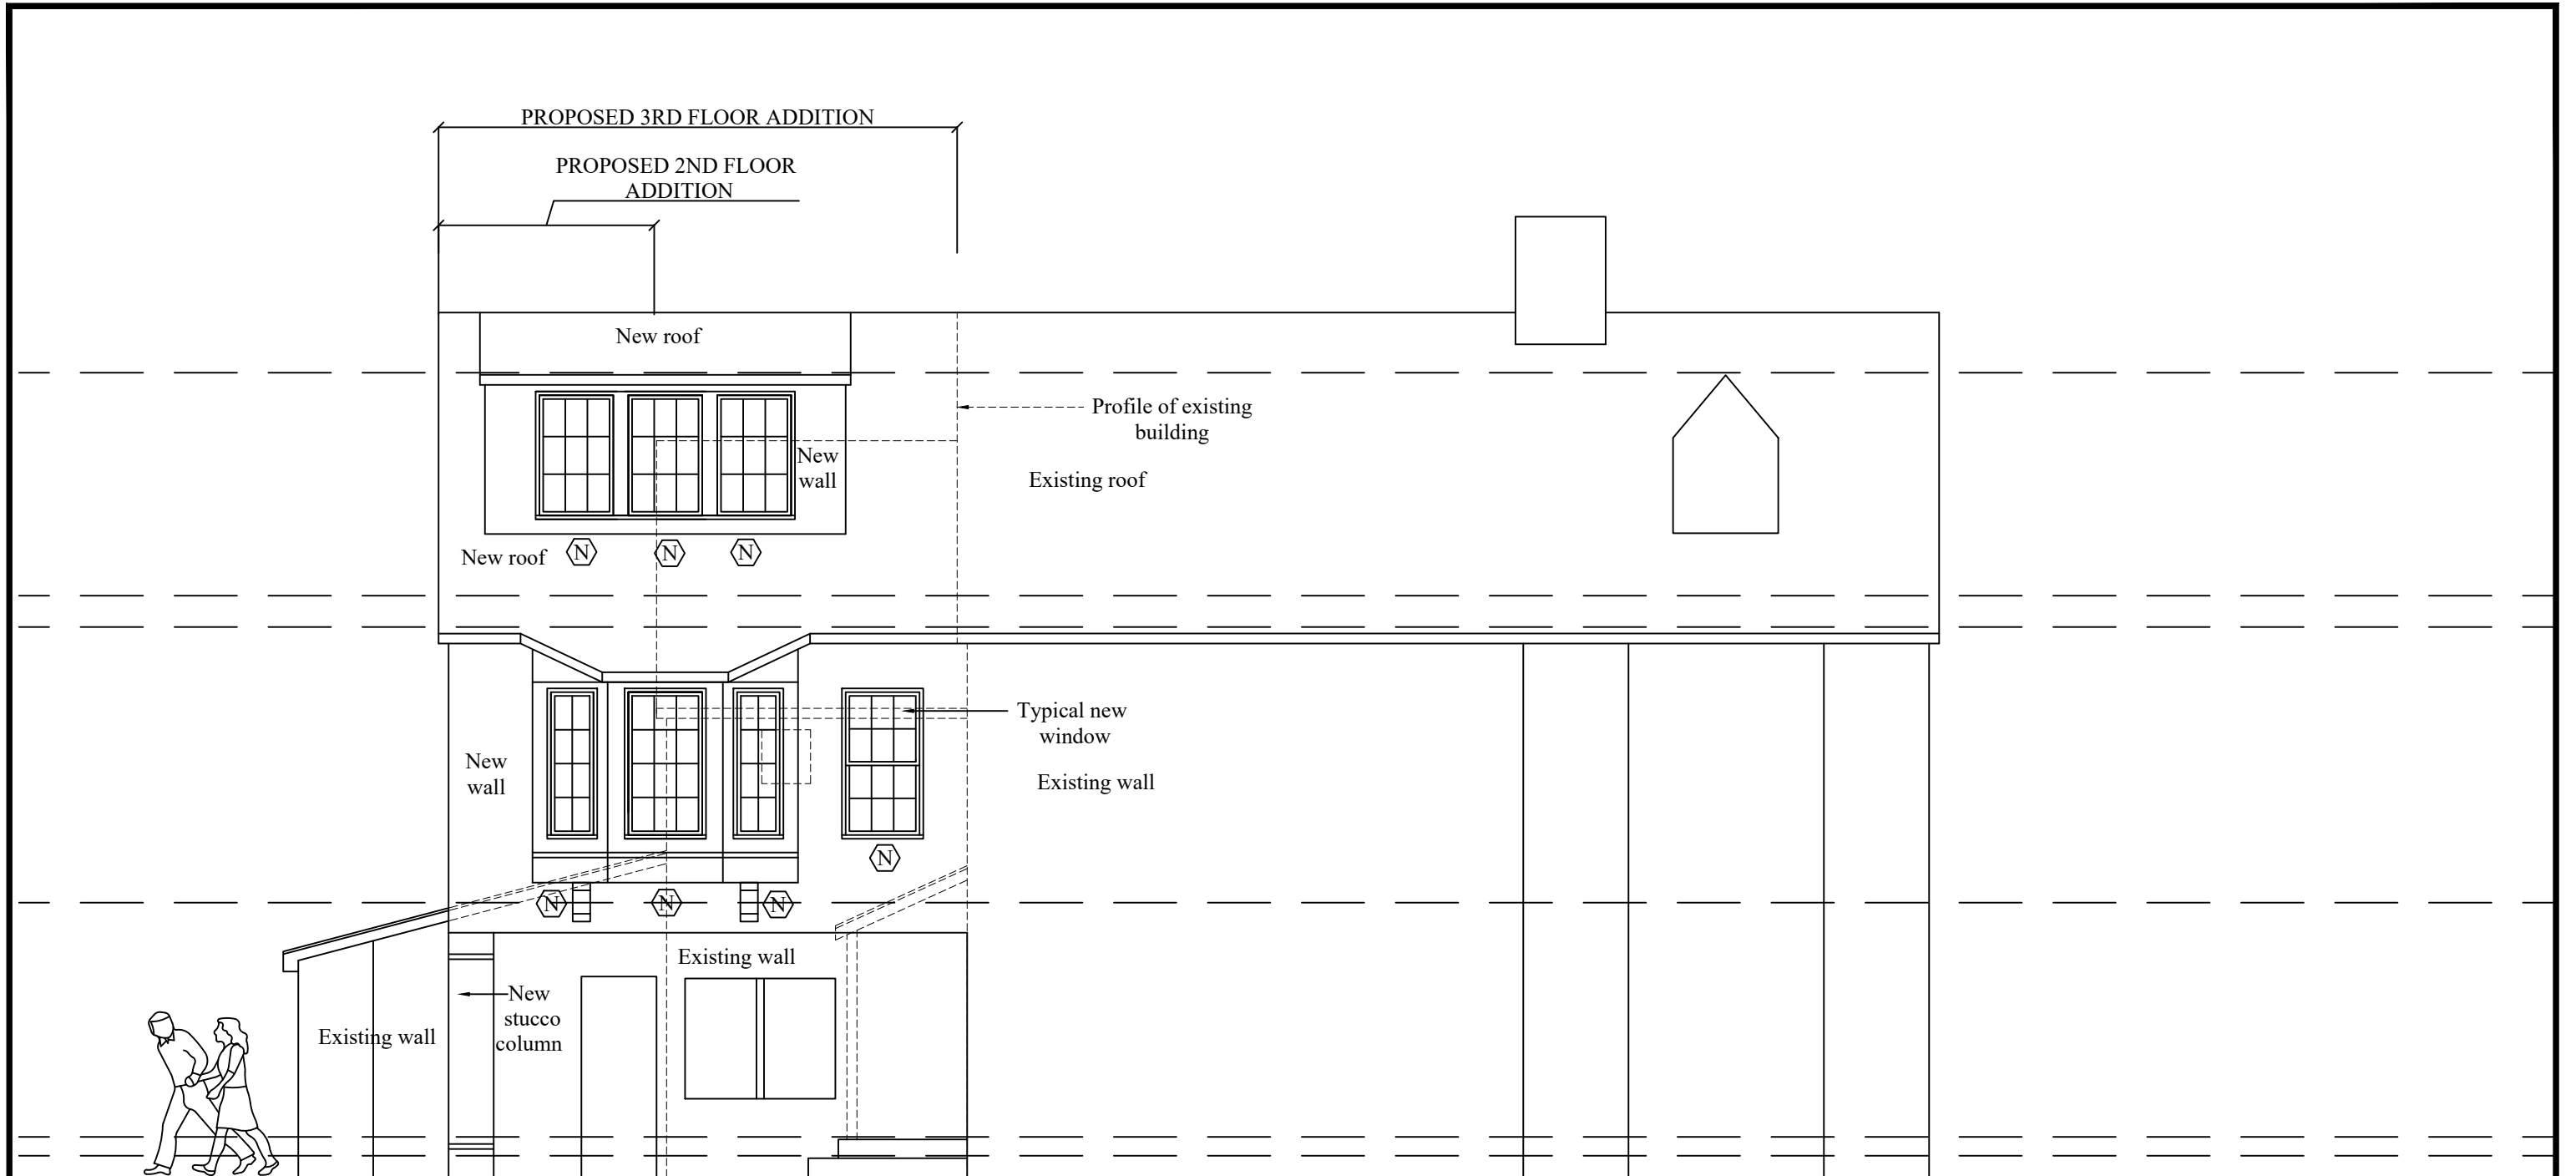 PROPOSED 3RD FLOOR ADDITION
PROPOSED 2ND FLOOR
ADDITION
New roof
Profile of existing
building
New
wall
Existing roof
New roof
N
N
N
Typical new
window
New
wall
Existing wall
N
N
N
N
Existing wall
New
stucco
column
Existing wall